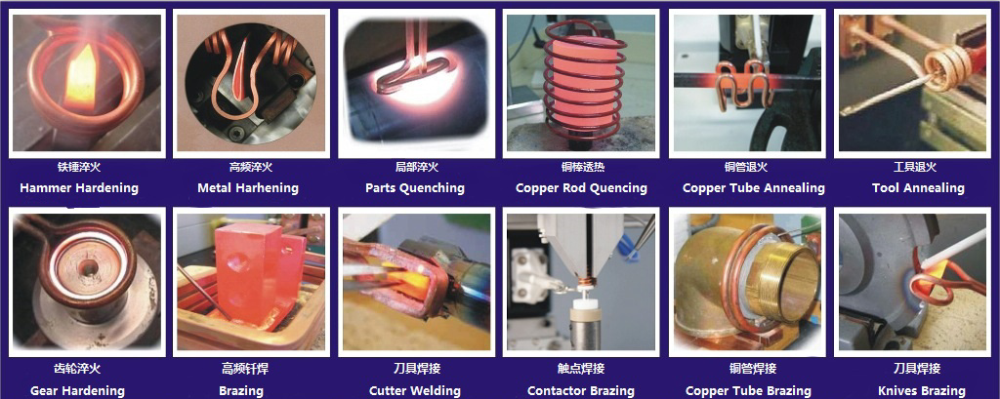 铁锤淬火 高频淬火 局部淬火 铜棒透热 铜管退火 工具退火
Hammer Hardening Metal Harhening Parts Quenching Copper Rod Quencing Copper Tube Annealing Tool Annealing
齿轮淬火 高频钎焊 刀具焊接 触点焊接 铜管焊接 刀具焊接
Gear Hardening Brazing Cutter Welding Contactor Brazing Copper Tube Brazing Knives Brazing